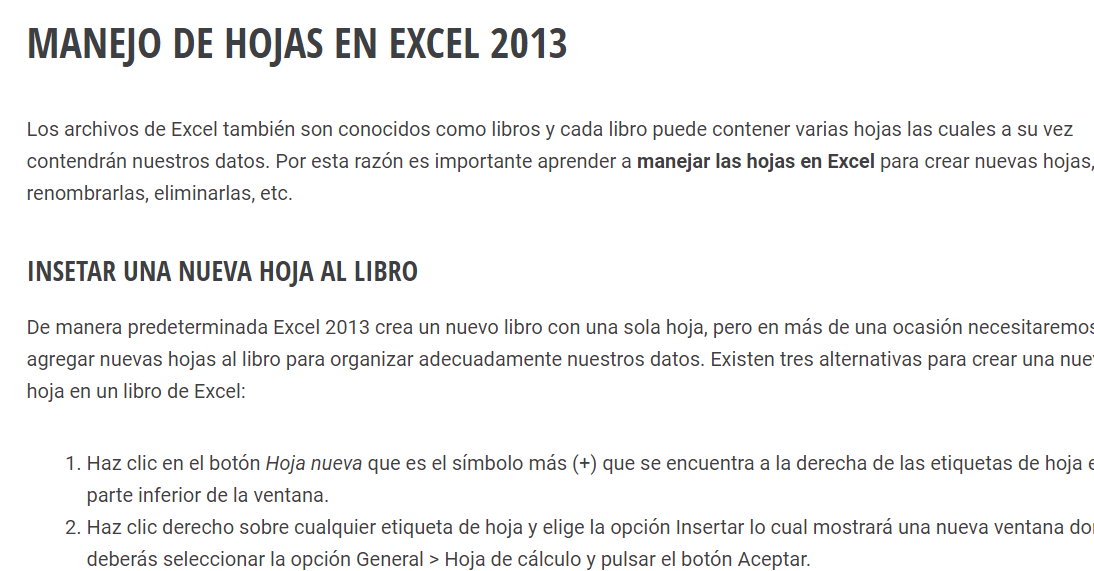 MANEJO DE HOJAS EN EXCEL 2013
Los archivos de Excel también son conocidos como libros y cada libro puede contener varias hojas las cuales a su vez
contendrán nuestros datos. Por esta razón es importante aprender a manejar las hojas en Excel para crear nuevas hojas,
renombrarlas, eliminarlas, etc.
INSETAR UNA NUEVA HOJA AL LIBRO
De manera predeterminada Excel 2013 crea un nuevo libro con una sola hoja, pero en más de una ocasión necesitaremos
agregar nuevas hojas al libro para organizar adecuadamente nuestros datos. Existen tres alternativas para crear una
hoja en un libro de Excel:
1. Haz clic en el botón Hoja nueva que es el símbolo más (+) que se encuentra a la derecha de las etiquetas de hoja
parte inferior de la ventana.
2. Haz clic derecho sobre cualquier etiqueta de hoja y elige la opción Insertar lo cual mostrará una nueva ventana
deberás seleccionar la opción General > Hoja de cálculo y pulsar el botón Aceptar.